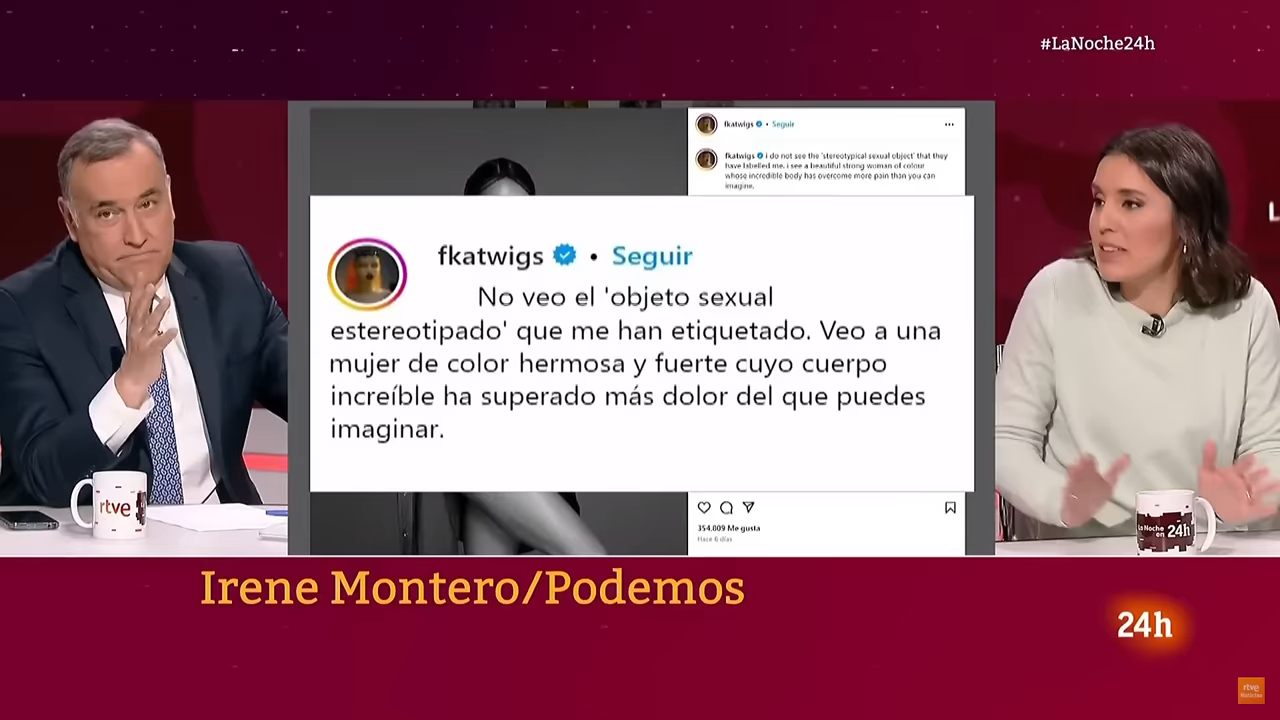 #LaNoche24h
fkatwigs • Seguir
fkatwigs i do not see the 'stereotypical sexual object' that they
have labelled me. i see a beautiful strong woman of colour
whose incredible body has overcome more pain than you can
imagine.
fkatwigs • Seguir
No veo el 'objeto sexual
estereotipado' que me han etiquetado. Veo a una
mujer de color hermosa y fuerte cuyo cuerpo
increíble ha superado más dolor del que puedes
imaginar.
354.009 Me gusta
Hace 6 días
rtve
La Noche
en 24h
L
Irene Montero/Podemos
24h
rtve
Noticias